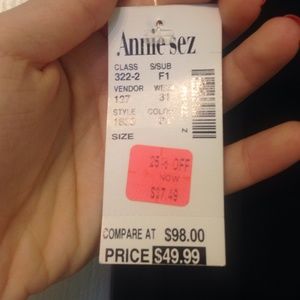 Annie sez
CLASS S/SUB
322-2 F1
VENDOR
127
STYLE COLOR
SIZE
OFF
NOW
COMPARE AT $98.00
PRICE $49.99